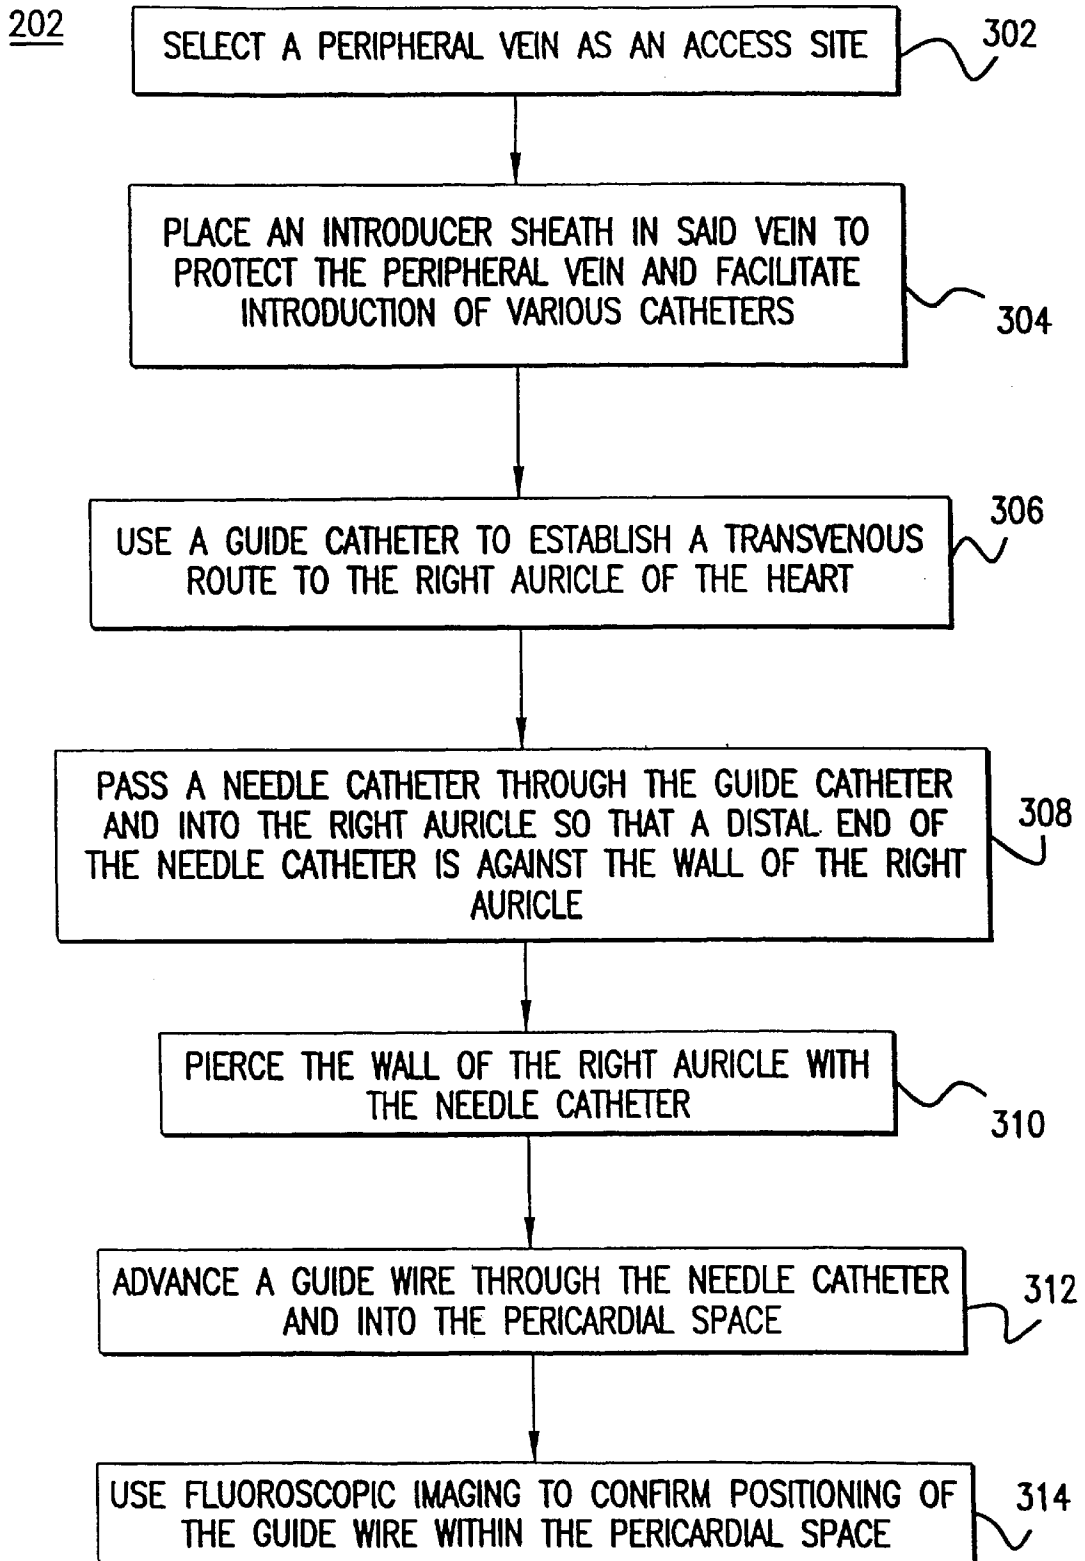 202
SELECT A PERIPHERAL VEIN AS AN ACCESS SITE
302
PLACE AN INTRODUCER SHEATH IN SAID VEIN TO
PROTECT THE PERIPHERAL VEIN AND FACILITATE
INTRODUCTION OF VARIOUS CATHETERS
304
USE A GUIDE CATHETER TO ESTABLISH A TRANSVENOUS
ROUTE TO THE RIGHT AURICLE OF THE HEART
306
PASS A NEEDLE CATHETER THROUGH THE GUIDE CATHETER
AND INTO THE RIGHT AURICLE SO THAT A DISTAL END OF
THE NEEDLE CATHETER IS AGAINST THE WALL OF THE RIGHT
AURICLE
308
PIERCE THE WALL OF THE RIGHT AURICLE WITH
THE NEEDLE CATHETER
310
ADVANCE A GUIDE WIRE THROUGH THE NEEDLE CATHETER
AND INTO THE PERICARDIAL SPACE
312
USE FLUOROSCOPIC IMAGING TO CONFIRM POSITIONING OF
THE GUIDE WIRE WITHIN THE PERICARDIAL SPACE
314